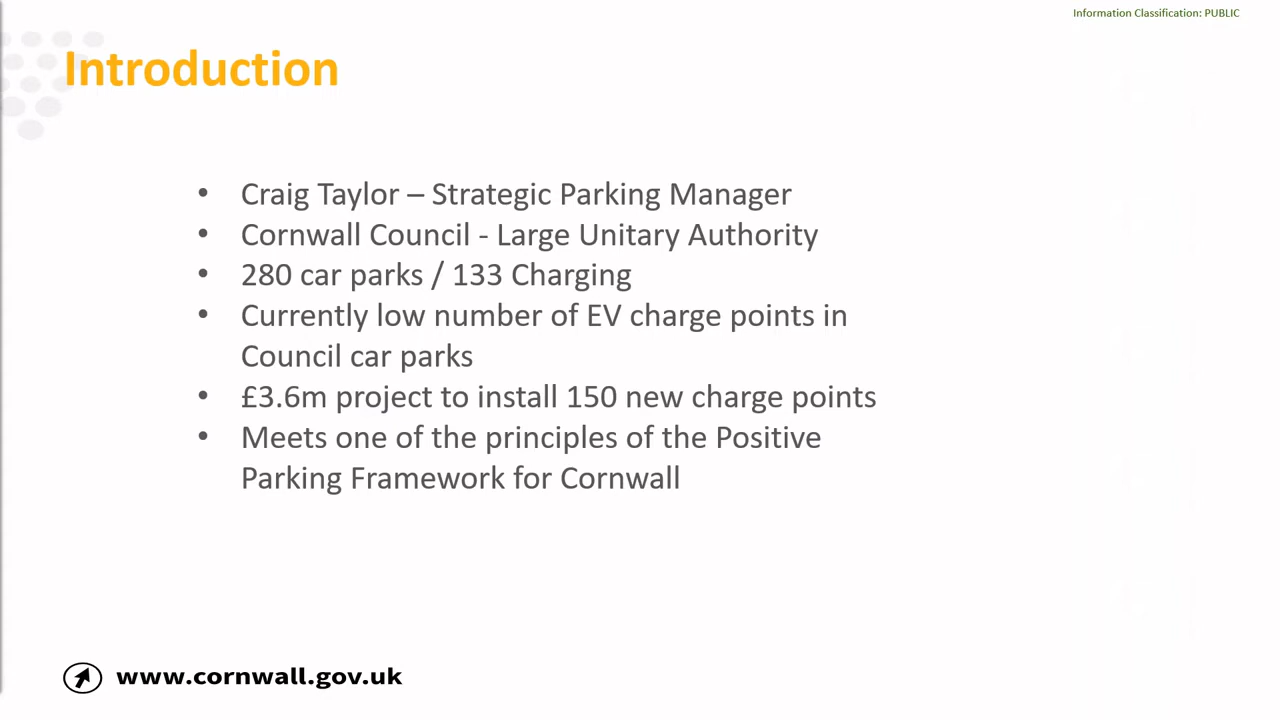 Information Classification: PUBLIC
Introduction
• Craig Taylor – Strategic Parking Manager
• Cornwall Council - Large Unitary Authority
• 280 car parks / 133 Charging
• Currently low number of EV charge points in
Council car parks
• £3.6m project to install 150 new charge points
• Meets one of the principles of the Positive
Parking Framework for Cornwall
www.cornwall.gov.uk